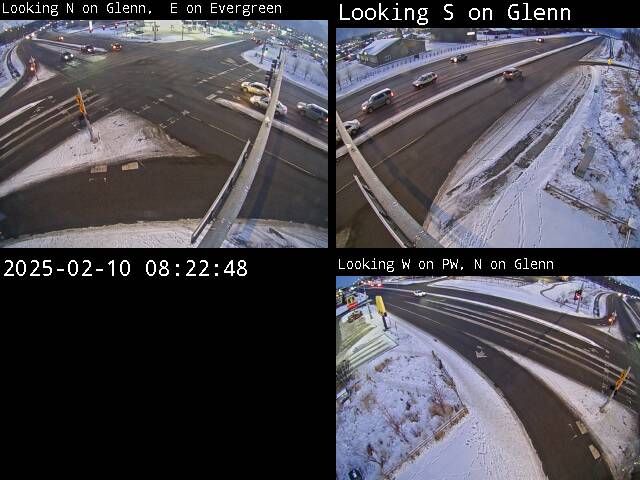 Looking N on Glenn,  E on Evergreen
Looking S on Glenn
2025-02-10 08:22:48
Looking W on PW, N on Glenn